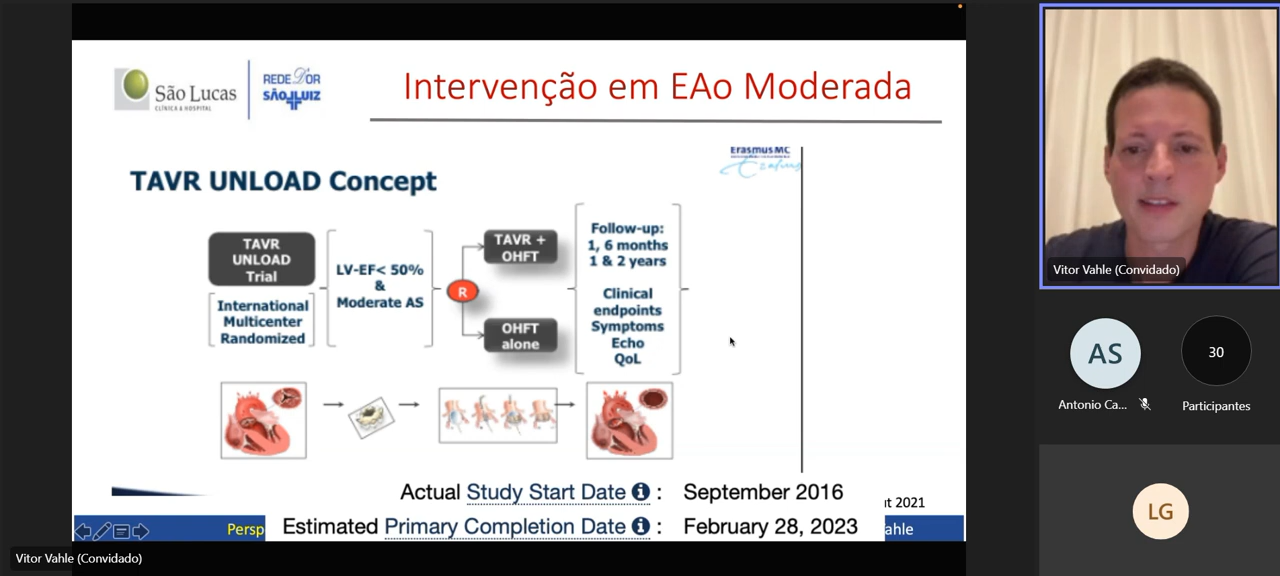 São Lucas
CLÍNICA & HOSPITAL
REDE D'OR
SÃO LUIZ
Intervenção em EAo Moderada
Erasmus MC
TAVR UNLOAD Concept
TAVR
UNLOAD
Trial
International
Multicenter
Randomized
LV-EF< 50%
&
Moderate AS
R
TAVR +
OHFT
OHFT
alone
Follow-up:
1, 6 months
1 & 2 years
Clinical
endpoints
Symptoms
Echo
QoL
Actual Study Start Date i : September 2016
Estimated Primary Completion Date i : February 28, 2023
ut 2021
Persp
ahle
Vitor Vahle (Convidado)
Vitor Vahle (Convidado)
AS
Antonio Ca...
30
Participantes
LG